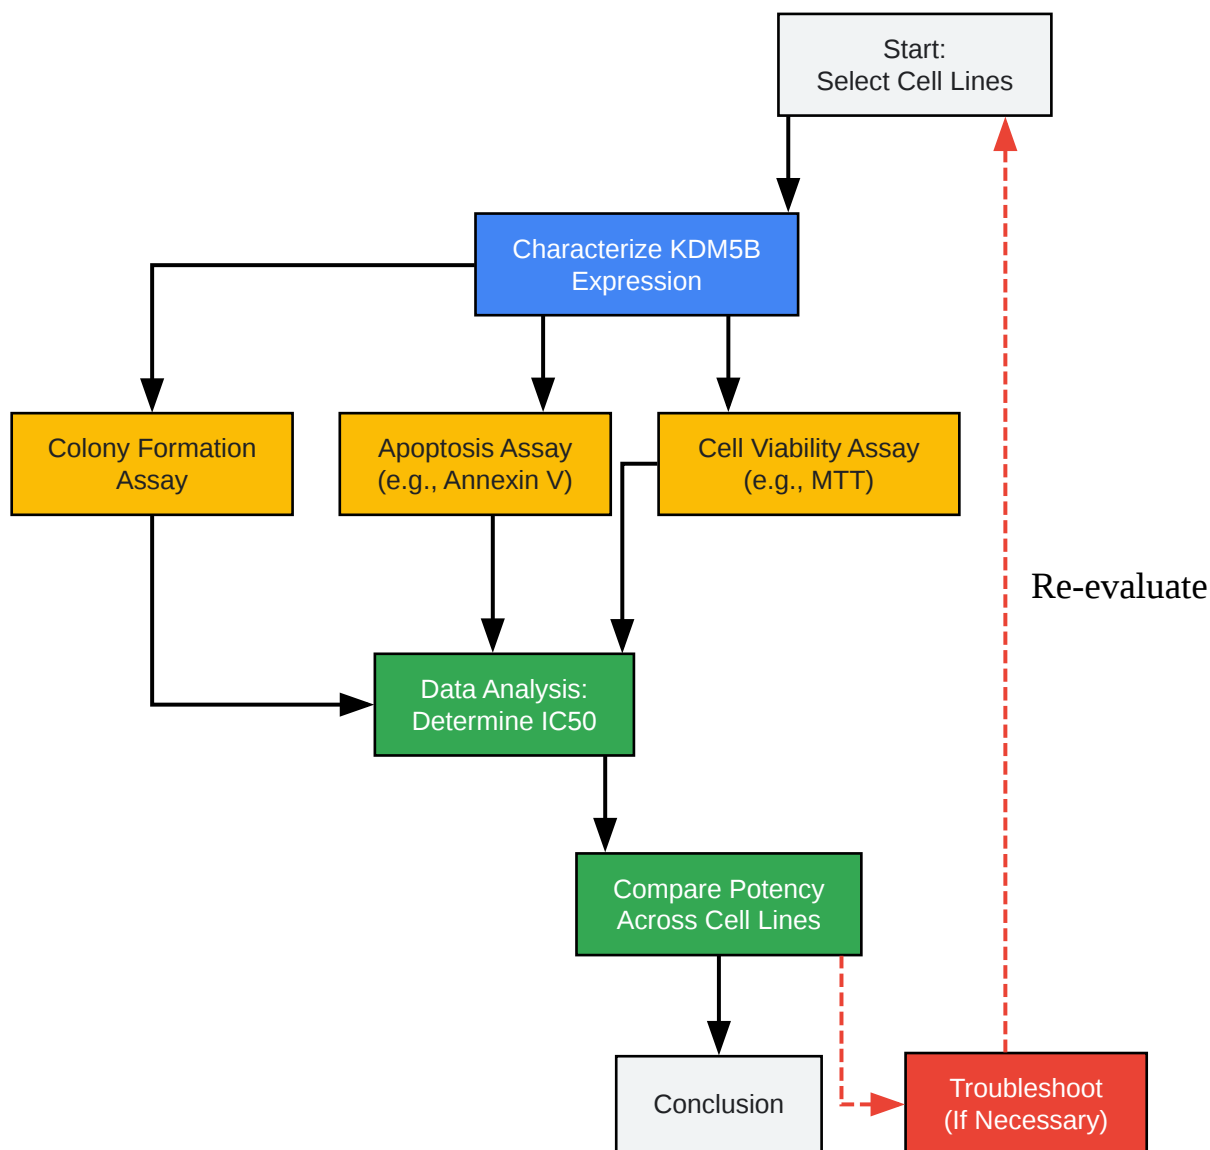 Start:
Select Cell Lines
Characterize KDM5B
Expression
Colony Formation
Assay
Apoptosis Assay
(e.g., Annexin V)
Cell Viability Assay
(e.g., MTT)
Re-evaluate
Data Analysis:
Determine IC50
Compare Potency
Across Cell Lines
Conclusion
Troubleshoot
(If Necessary)